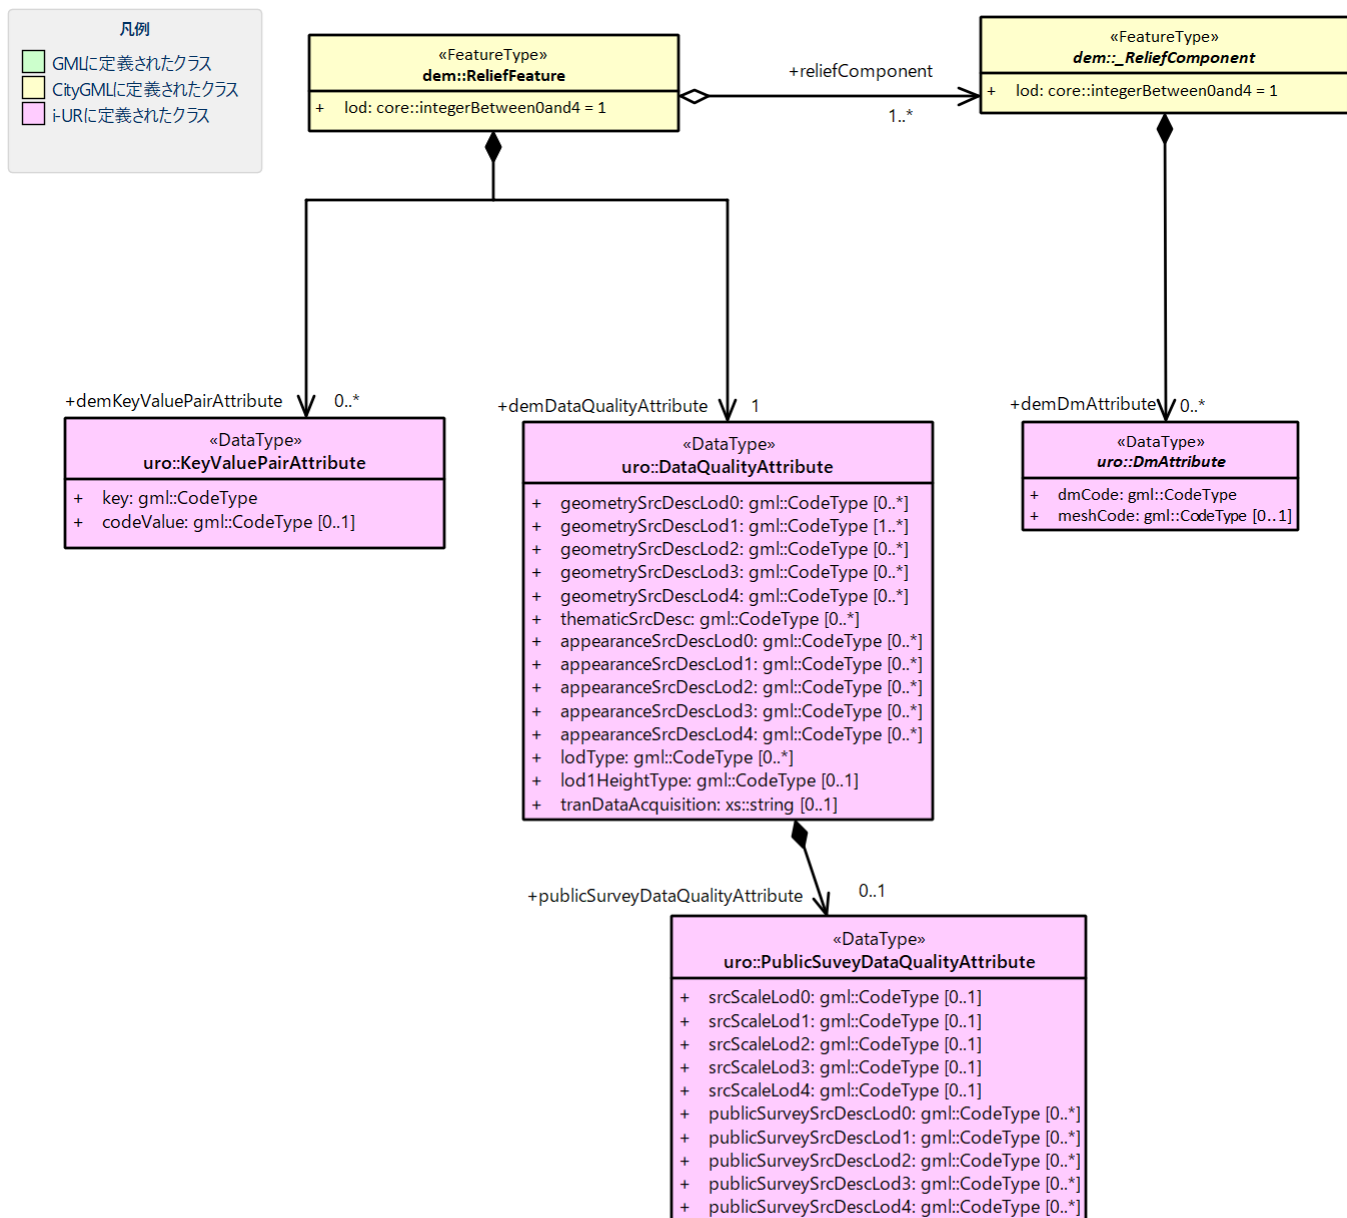 凡例
GMLに定義されたクラス
CityGMLに定義されたクラス
i-URに定義されたクラス
«FeatureType»
dem::ReliefFeature
+ lod: core::integerBetween0and4 = 1
+reliefComponent
1..*
«FeatureType»
dem::_ReliefComponent
+ lod: core::integerBetween0and4 = 1
+demKeyValuePairAttribute 0..*
«DataType»
uro::KeyValuePairAttribute
+ key: gml::CodeType
+ codeValue: gml::CodeType [0..1]
+demDataQualityAttribute 1
«DataType»
uro::DataQualityAttribute
+ geometrySrcDescLod0: gml::CodeType [0..*]
+ geometrySrcDescLod1: gml::CodeType [1..*]
+ geometrySrcDescLod2: gml::CodeType [0..*]
+ geometrySrcDescLod3: gml::CodeType [0..*]
+ geometrySrcDescLod4: gml::CodeType [0..*]
+ thematicSrcDesc: gml::CodeType [0..*]
+ appearanceSrcDescLod0: gml::CodeType [0..*]
+ appearanceSrcDescLod1: gml::CodeType [0..*]
+ appearanceSrcDescLod2: gml::CodeType [0..*]
+ appearanceSrcDescLod3: gml::CodeType [0..*]
+ appearanceSrcDescLod4: gml::CodeType [0..*]
+ lodType: gml::CodeType [0..*]
+ lod1HeightType: gml::CodeType [0..1]
+ tranDataAcquisition: xs::string [0..1]
+demDmAttribute 0..*
«DataType»
uro::DmAttribute
+ dmCode: gml::CodeType
+ meshCode: gml::CodeType [0..1]
+publicSurveyDataQualityAttribute 0..1
«DataType»
uro::PublicSuveyDataQualityAttribute
+ srcScaleLod0: gml::CodeType [0..1]
+ srcScaleLod1: gml::CodeType [0..1]
+ srcScaleLod2: gml::CodeType [0..1]
+ srcScaleLod3: gml::CodeType [0..1]
+ srcScaleLod4: gml::CodeType [0..1]
+ publicSurveySrcDescLod0: gml::CodeType [0..*]
+ publicSurveySrcDescLod1: gml::CodeType [0..*]
+ publicSurveySrcDescLod2: gml::CodeType [0..*]
+ publicSurveySrcDescLod3: gml::CodeType [0..*]
+ publicSurveySrcDescLod4: gml::CodeType [0..*]